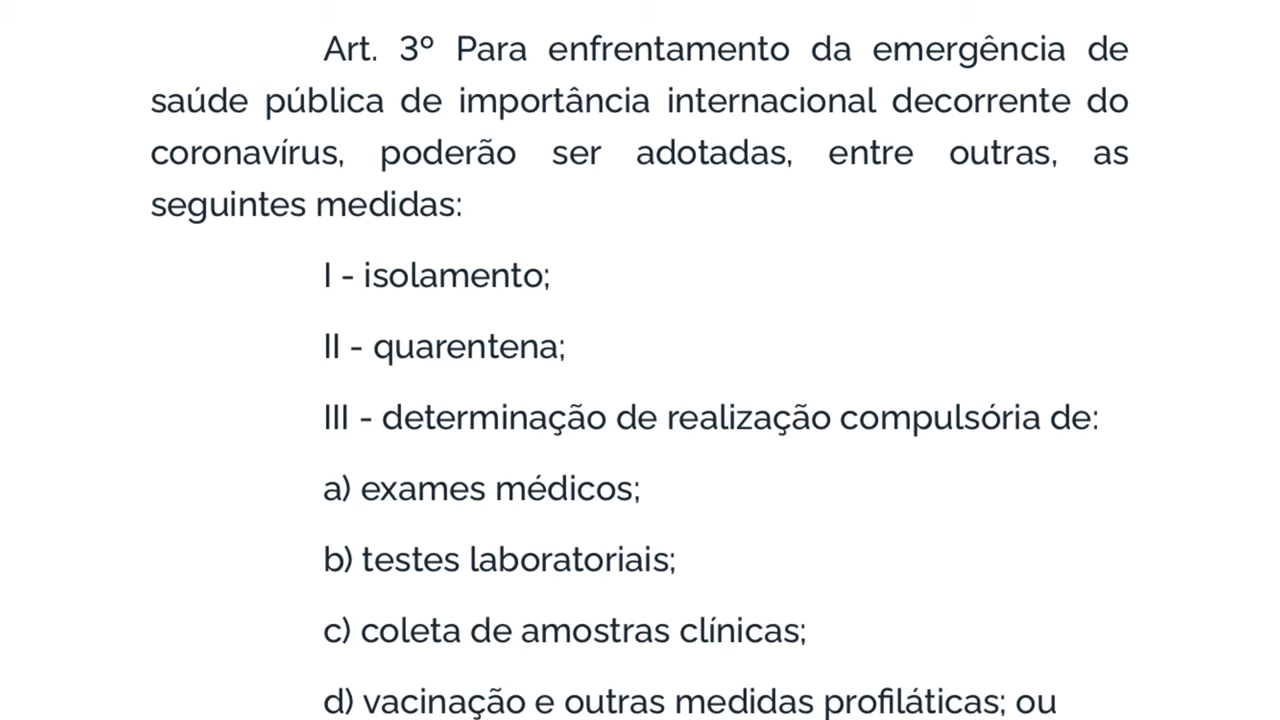 Art. 3º Para enfrentamento da emergência de
saúde pública de importância internacional decorrente do
coronavírus, poderão ser adotadas, entre outras, as
seguintes medidas:
I - isolamento;
II - quarentena;
III - determinação de realização compulsória de:
a) exames médicos;
b) testes laboratoriais;
c) coleta de amostras clínicas;
d) vacinação e outras medidas profiláticas; ou